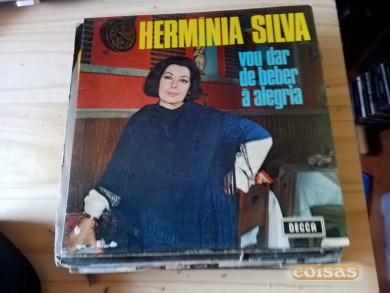 HERMÍNIA SILVA
vou dar
de beber
à alegria
DECCA
coisas